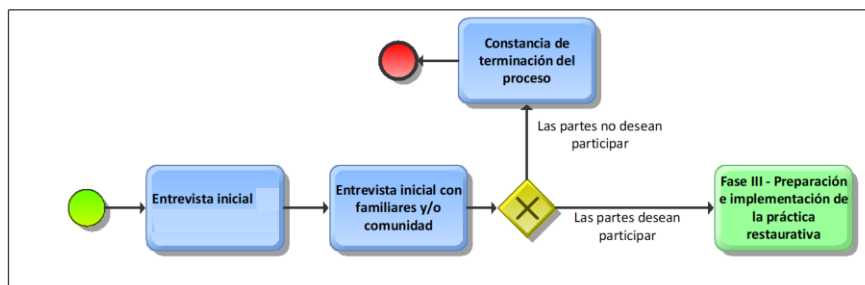 Constancia de
terminación del
proceso
Las partes no desean
participar
Entrevista inicial
Entrevista inicial con
familiares y/o
comunidad
Las partes desean
participar
Fase III - Preparación
e implementación de
la práctica
restaurativa